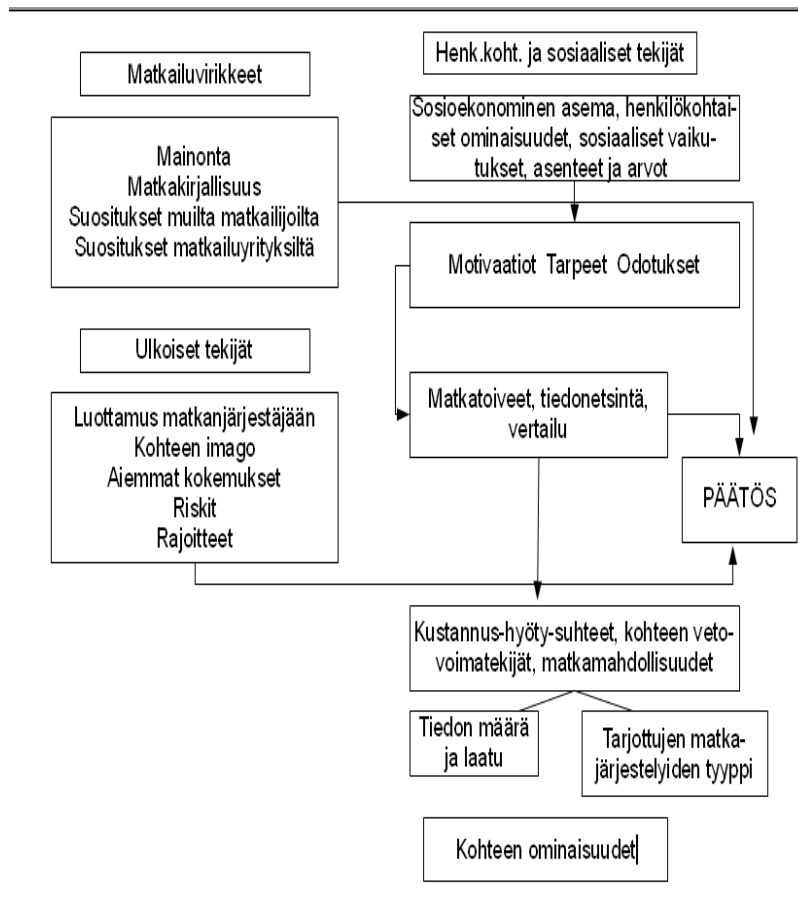 Matkailuvirikkeet
Mainonta
Matkakirjallisuus
Suositukset muilta matkailijoilta
Suositukset matkailuyrityksiltä
Ulkoiset tekijät
Luottamus matkanjärjestäjään
Kohteen imago
Aiemmat kokemukset
Riskit
Rajoitteet
Henk.koht. ja sosiaaliset tekijät
Sosioekonominen asema, henkilökohtai-
set ominaisuudet, sosiaaliset vaiku-
tukset, asenteet ja arvot
Motivaatiot Tarpeet Odotukset
Matkatoiveet, tiedonetsintä,
vertailu
PÄÄTÖS
Kustannus-hyöty-suhteet, kohteen veto-
voimatekijät, matkamahdollisuudet
Tiedon määrä
ja laatu
Tarjottujen matka-
järjestelyiden tyyppi
Kohteen ominaisuudet